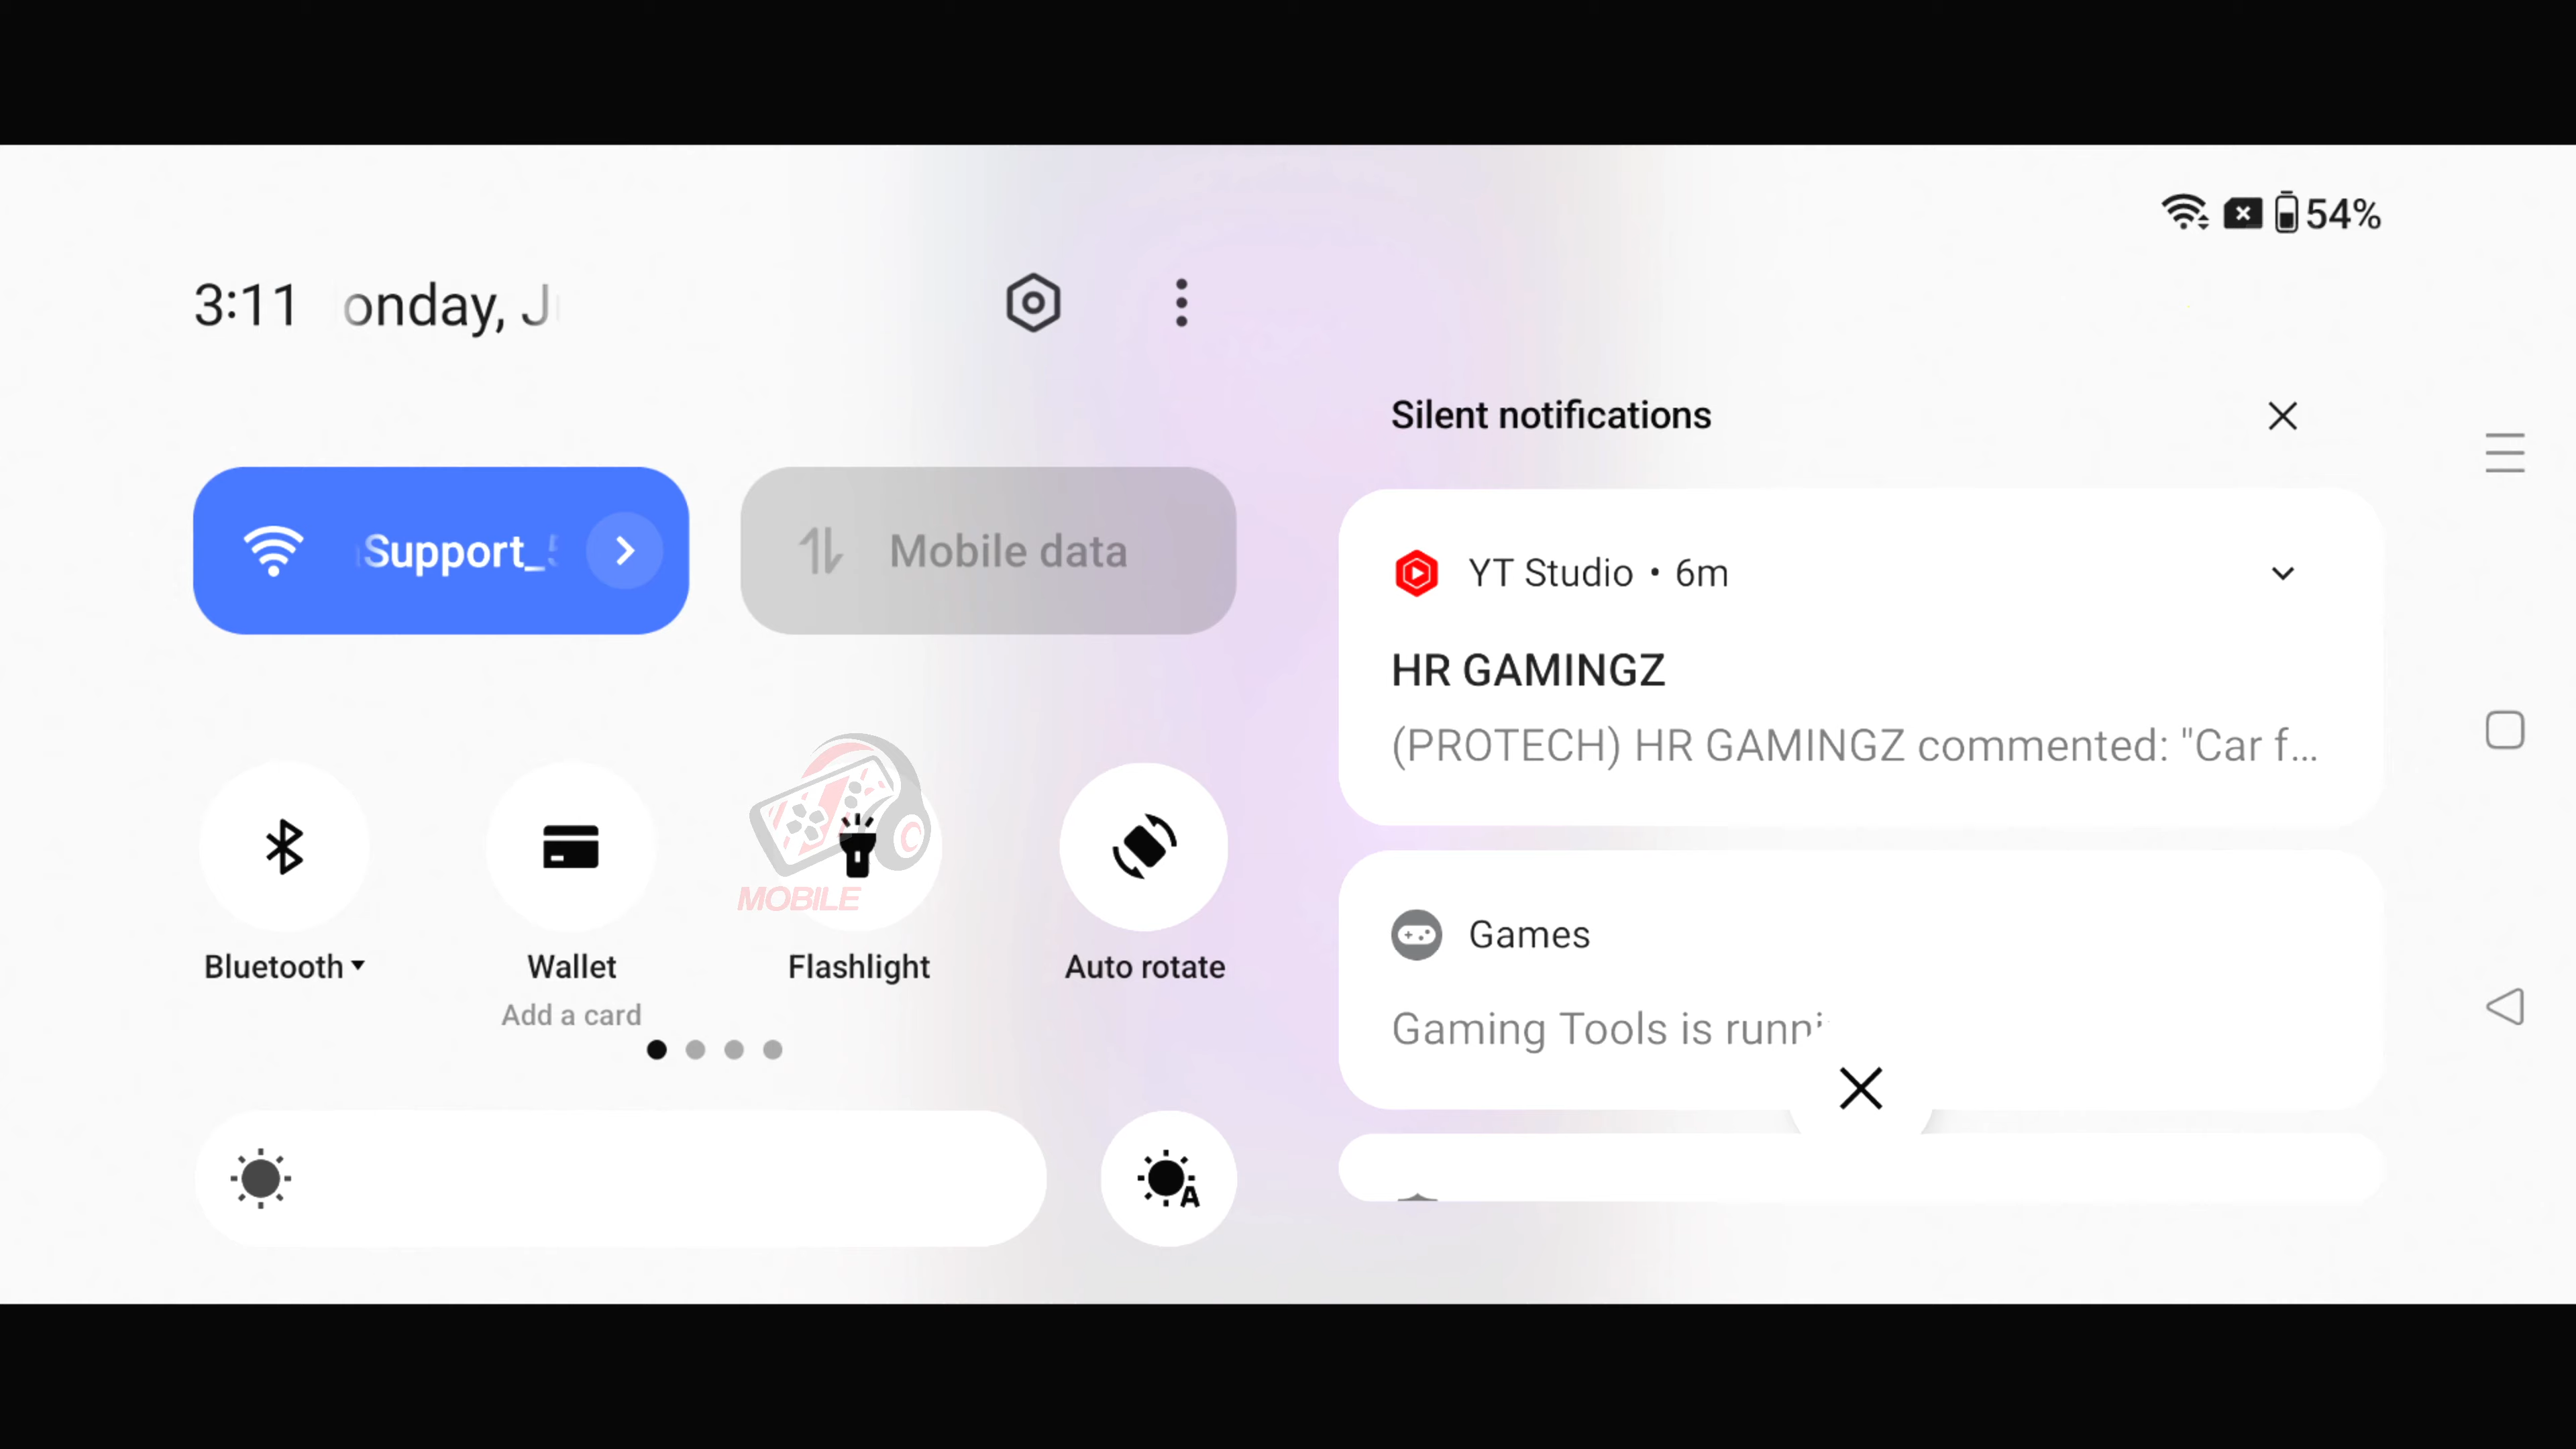 54%
3:11 onday, J
Support_
Mobile data
Bluetooth
Wallet
Add a card
Flashlight
Auto rotate
MOBILE
C
A
Silent notifications
YT Studio • 6m
HR GAMINGZ
(PROTECH) HR GAMINGZ commented: "Car f...
Games
Gaming Tools is runni